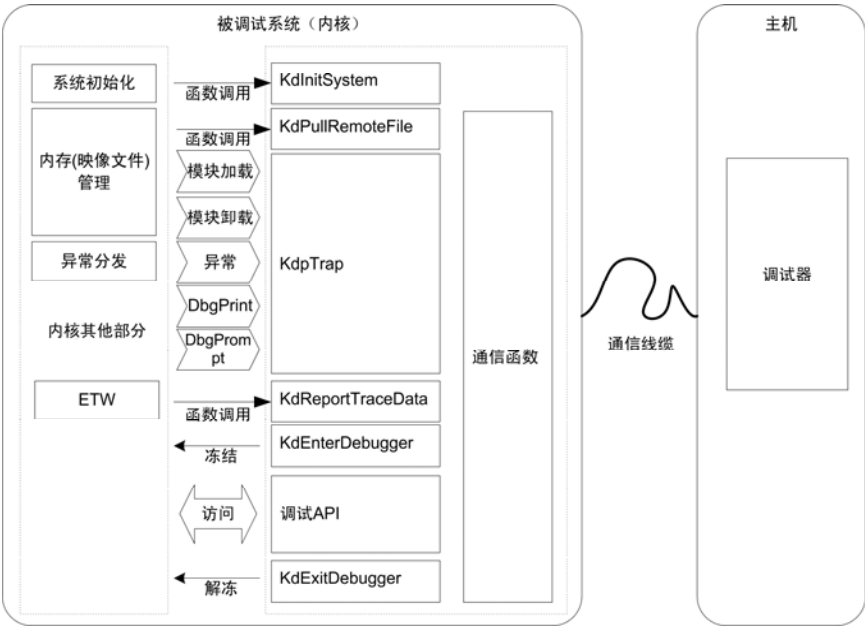 被调试系统（内核）
主机
系统初始化
函数调用
KdInitSystem
函数调用
KdPullRemoteFile
内存(映像文件)
管理
模块加载
模块卸载
异常分发
异常
KdpTrap
调试器
DbgPrint
内核其他部分
DbgProm
pt
通信函数
通信线缆
ETW
函数调用
KdReportTraceData
冻结
KdEnterDebugger
访问
调试API
解冻
KdExitDebugger